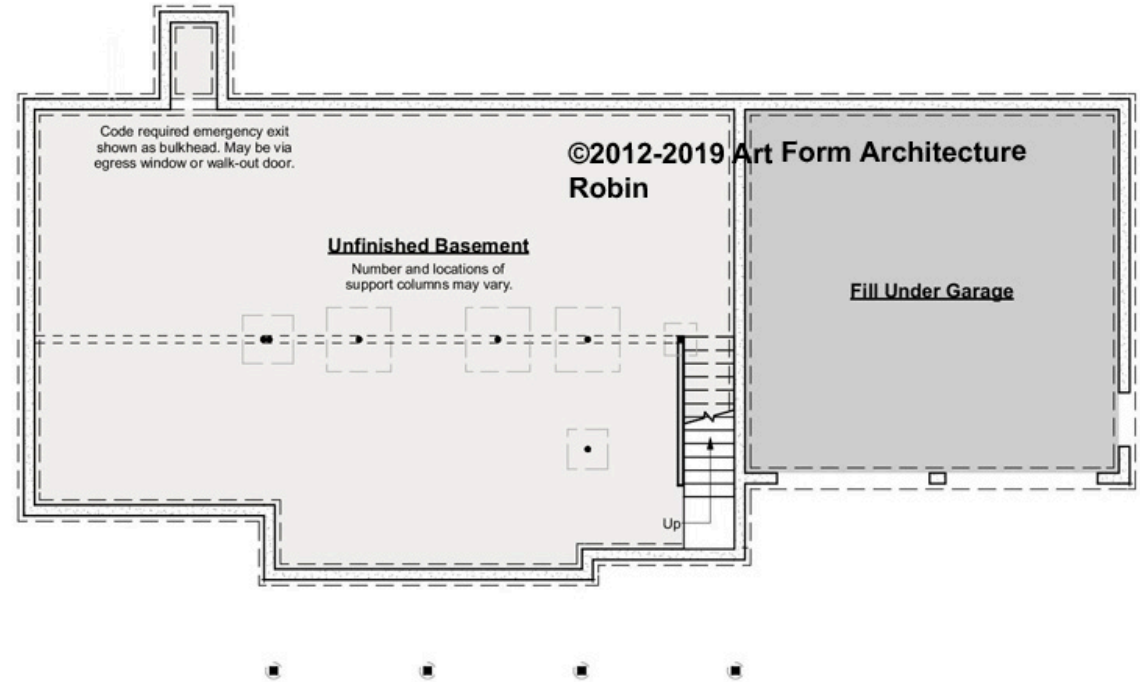 Code required emergency exit
shown as bulkhead. May be via
egress window or walk-out door.
©2012-2019 Art Form Architecture
Robin
Unfinished Basement
Number and locations of
support columns may vary.
Fill Under Garage
Up